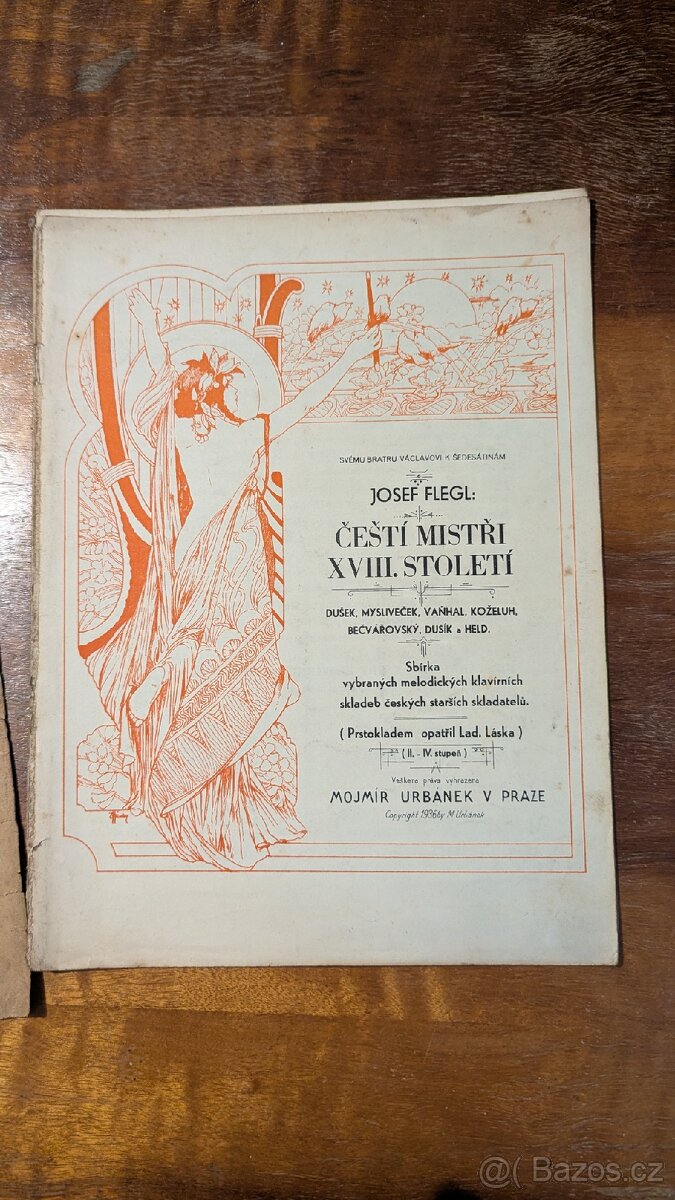 SVÉMU BRATRU VÁCLAVOVI K ŠEDESÁTINÁM
JOSEF FLEGL:
ČEŠTÍ MISTŘI
XVIII. STOLETÍ
DUŠEK, MYSLIVEČEK, VAŇHAL, KOŽELUH,
BEČVAŘOVSKÝ, DUSÍK a HELD.
Sbírka
vybraných melodických klavírních
skladeb českých starších skladatelů.
( Prstokladem opatřil Lad. Láska )
( II. - IV. stupeň )
Veškera práva vyhrazena
MOJMÍR URBÁNEK V PRAZE
Copyright 1936 by M. Urbánek
@( Bazos.cz